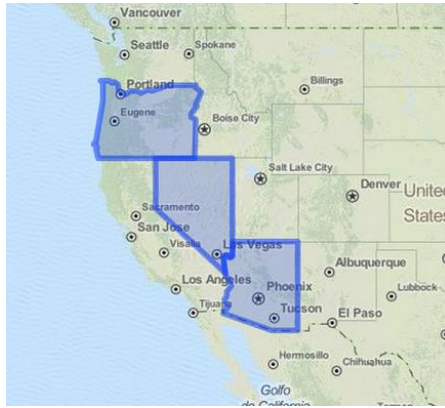 Vancouver
Seattle
Spokane
Portland
Billings
Eugene
Boise City
Salt Lake City
Denver
United
States
Sacramento
San Jose
Visalia
Las Vegas
Albuquerque
Los Angeles
Phoenix
Lubbock
Tijuana
Tucson
El Paso
Hermosillo
Chihuahua
Golfo
de California